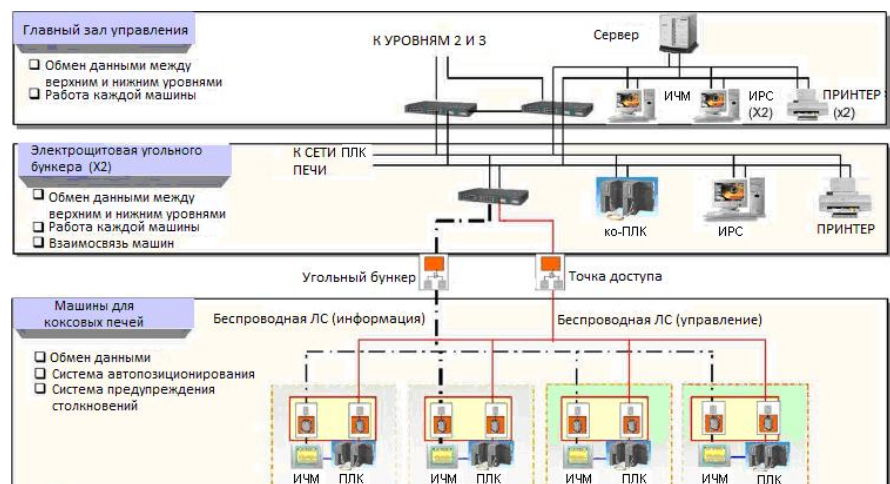 Главный зал управления
Обмен данными между
верхним и нижним уровнями
Работа каждой машины
К УРОВНЯМ 2 И 3
Сервер
ИЧМ
ИРС
(X2)
ПРИНТЕР
(x2)
Электрощитовая угольного
бункера (X2)
Обмен данными между
верхним и нижним уровнями
Работа каждой машины
Взаимосвязь машин
К СЕТИ ПЛК
ПЕЧИ
ко-ПЛК
ИРС
ПРИНТЕР
Угольный бункер
Точка доступа
Машины для
коксовых печей
Обмен данными
Система автопозиционирования
Система предупреждения
столкновений
Беспроводная ЛС (информация)
Беспроводная ЛС (управление)
ИЧМ ПЛК
ИЧМ ПЛК
ИЧМ ПЛК
ИЧМ ПЛК